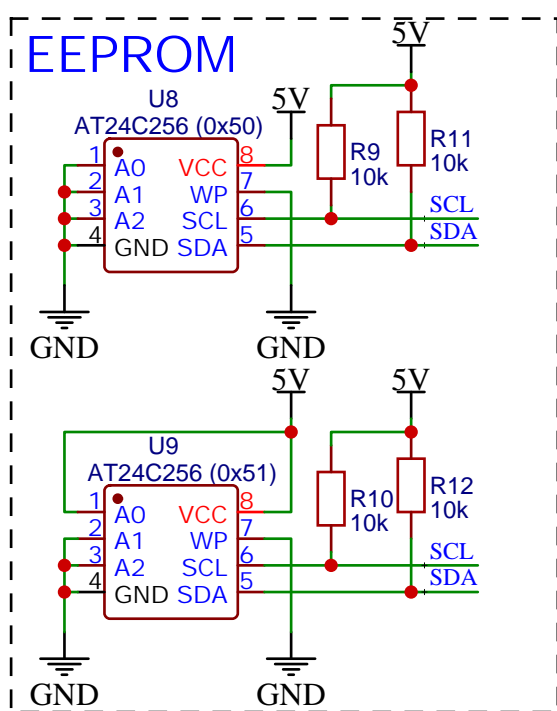 5V
EEPROM
U8
5V
AT24C256 (0x50)
1 A0 VCC 8
2 A1 WP 7
3 A2 SCL 6
4 GND SDA 5
R9
10k
R11
10k
SCL
SDA
GND
GND
5V
5V
U9
AT24C256 (0x51)
1 A0 VCC 8
2 A1 WP 7
3 A2 SCL 6
4 GND SDA 5
R10
10k
R12
10k
SCL
SDA
GND
GND